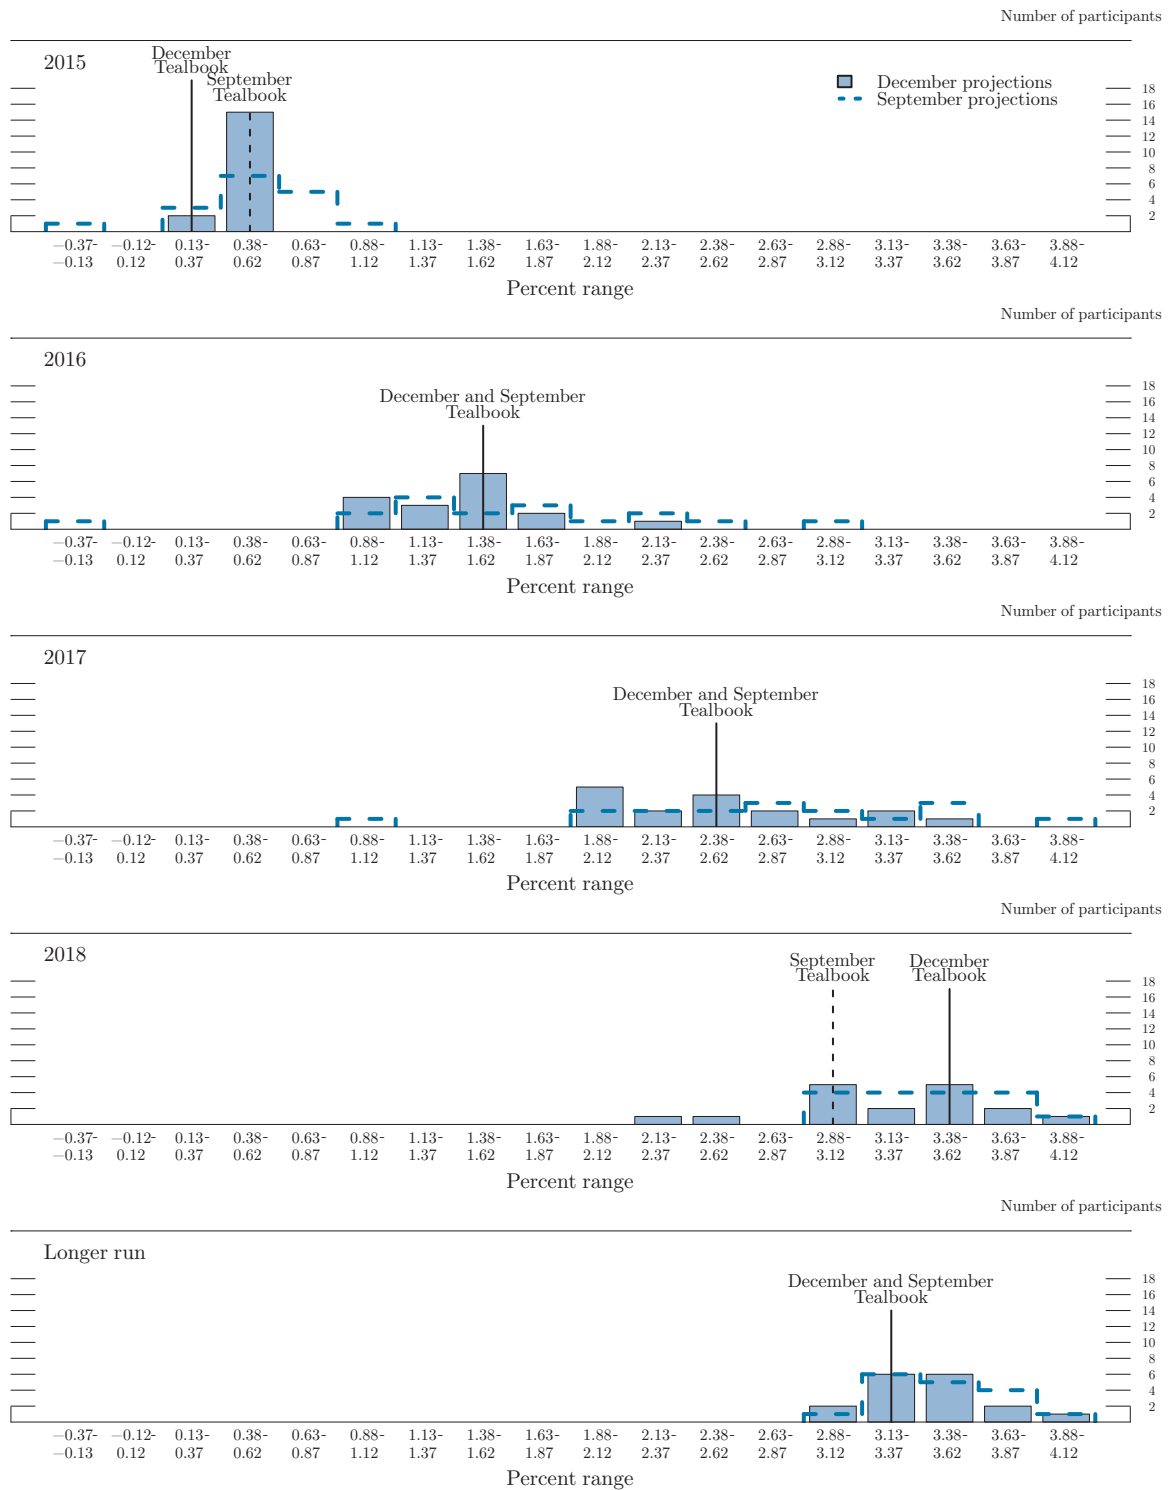 Number of participants
2015
December
Tealbook
September
Tealbook
December projections
September projections
18
16
14
12
10
8
6
4
2
−0.37- −0.12- 0.13- 0.38- 0.63- 0.88- 1.13- 1.38- 1.63- 1.88- 2.13- 2.38- 2.63- 2.88- 3.13- 3.38- 3.63- 3.88-
−0.13 0.12 0.37 0.62 0.87 1.12 1.37 1.62 1.87 2.12 2.37 2.62 2.87 3.12 3.37 3.62 3.87 4.12
Percent range
Number of participants
2016
December and September
Tealbook
18
16
14
12
10
8
6
4
2
−0.37- −0.12- 0.13- 0.38- 0.63- 0.88- 1.13- 1.38- 1.63- 1.88- 2.13- 2.38- 2.63- 2.88- 3.13- 3.38- 3.63- 3.88-
−0.13 0.12 0.37 0.62 0.87 1.12 1.37 1.62 1.87 2.12 2.37 2.62 2.87 3.12 3.37 3.62 3.87 4.12
Percent range
Number of participants
2017
December and September
Tealbook
18
16
14
12
10
8
6
4
2
−0.37- −0.12- 0.13- 0.38- 0.63- 0.88- 1.13- 1.38- 1.63- 1.88- 2.13- 2.38- 2.63- 2.88- 3.13- 3.38- 3.63- 3.88-
−0.13 0.12 0.37 0.62 0.87 1.12 1.37 1.62 1.87 2.12 2.37 2.62 2.87 3.12 3.37 3.62 3.87 4.12
Percent range
Number of participants
2018
September
Tealbook
December
Tealbook
18
16
14
12
10
8
6
4
2
−0.37- −0.12- 0.13- 0.38- 0.63- 0.88- 1.13- 1.38- 1.63- 1.88- 2.13- 2.38- 2.63- 2.88- 3.13- 3.38- 3.63- 3.88-
−0.13 0.12 0.37 0.62 0.87 1.12 1.37 1.62 1.87 2.12 2.37 2.62 2.87 3.12 3.37 3.62 3.87 4.12
Percent range
Number of participants
Longer run
December and September
Tealbook
18
16
14
12
10
8
6
4
2
−0.37- −0.12- 0.13- 0.38- 0.63- 0.88- 1.13- 1.38- 1.63- 1.88- 2.13- 2.38- 2.63- 2.88- 3.13- 3.38- 3.63- 3.88-
−0.13 0.12 0.37 0.62 0.87 1.12 1.37 1.62 1.87 2.12 2.37 2.62 2.87 3.12 3.37 3.62 3.87 4.12
Percent range